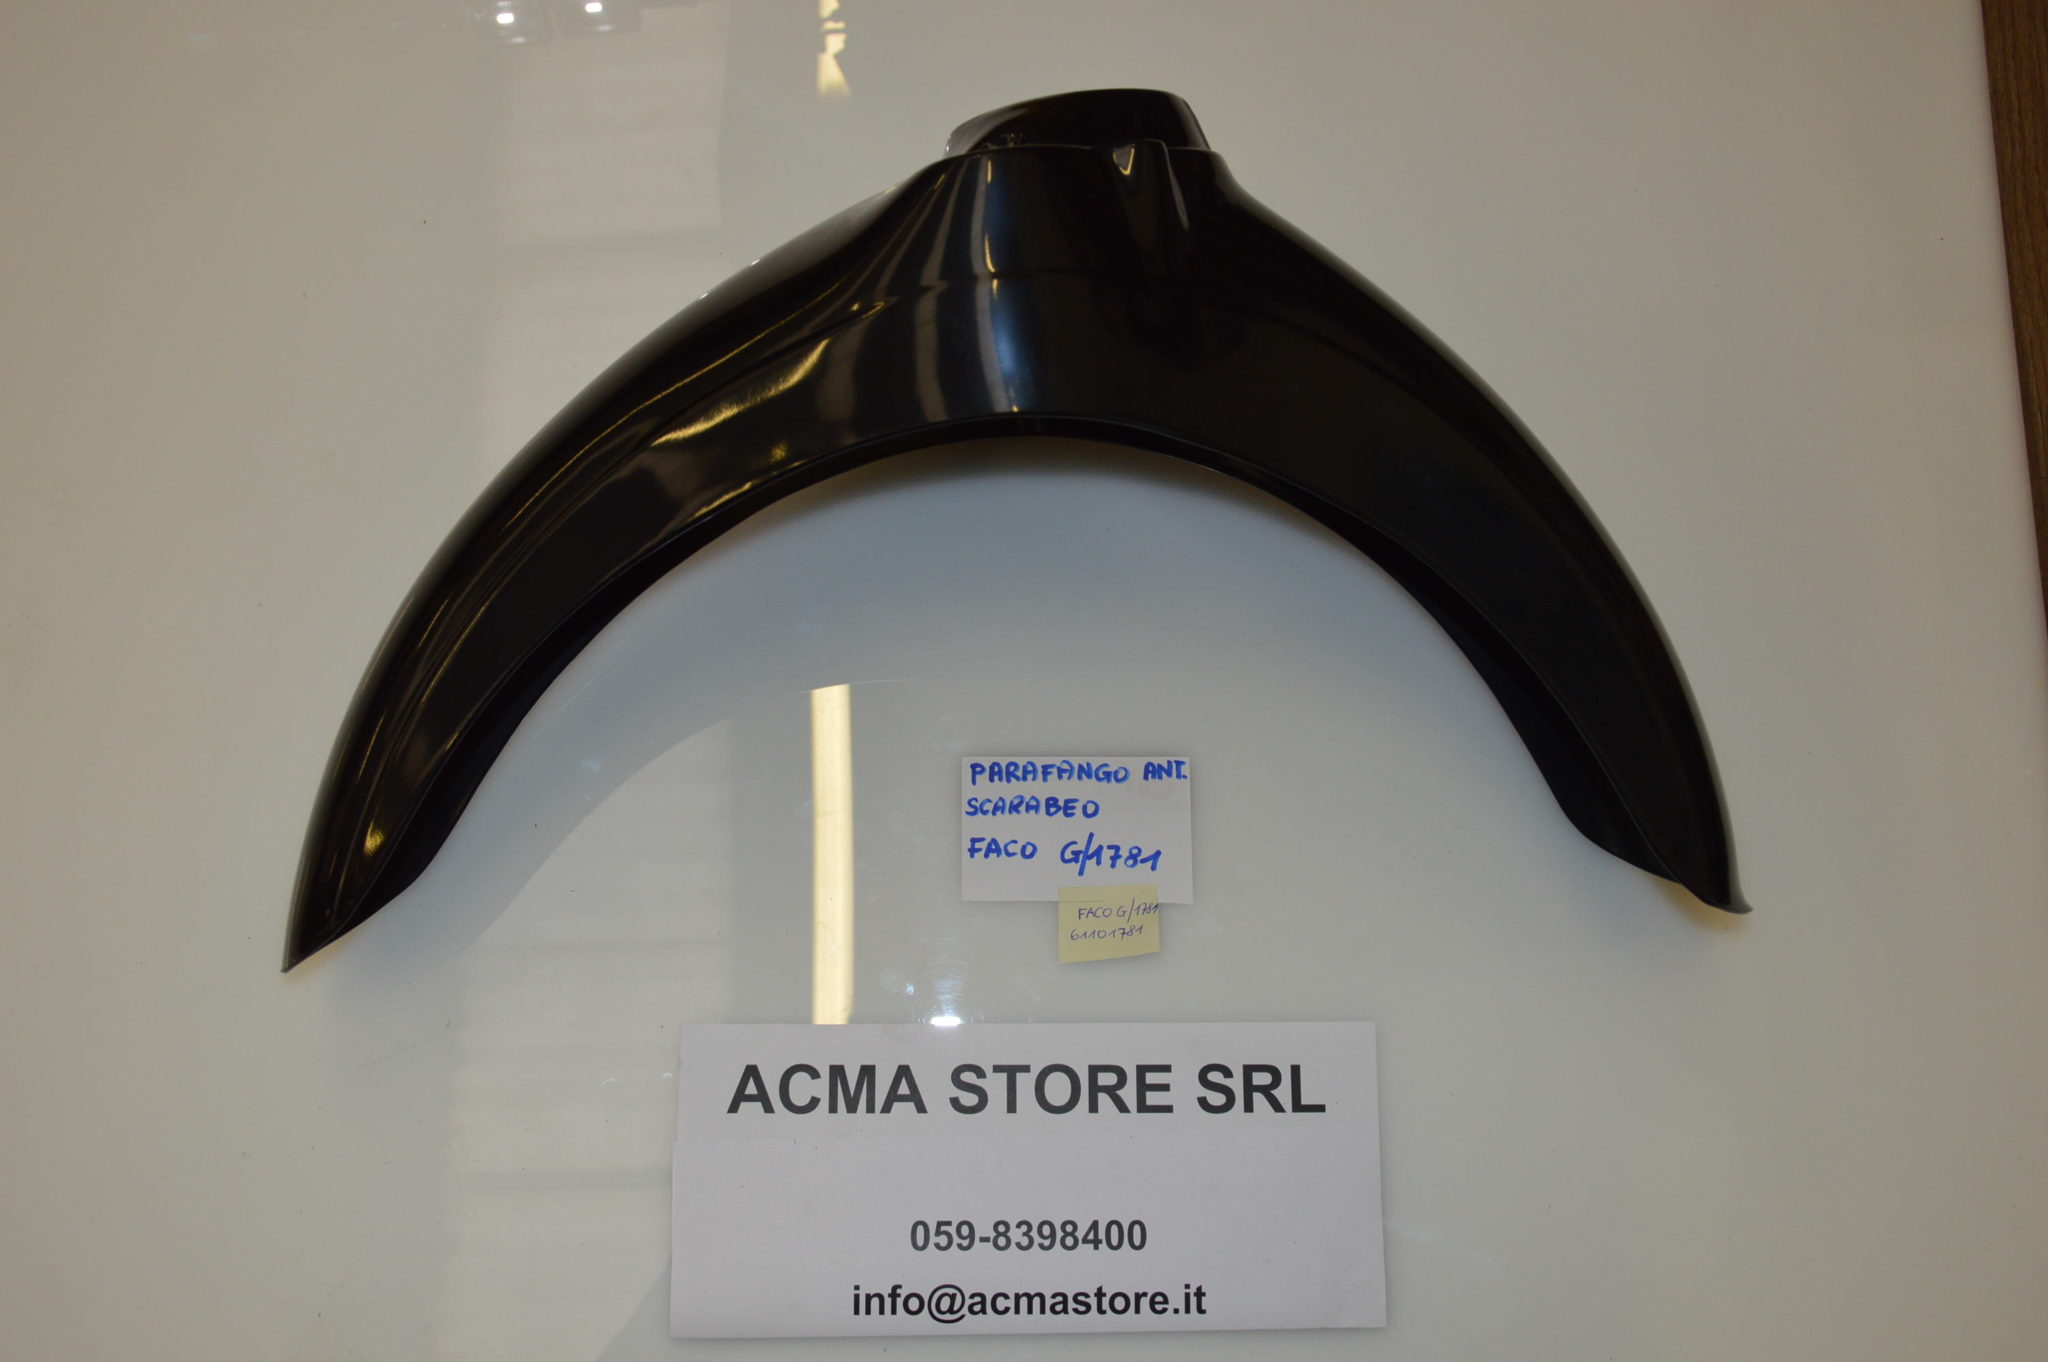 PARAFANGO ANT.
SCARABEO
FACO G/1781
FACO G/1781
61101781
ACMA STORE SRL
059-8398400
info@acmastore.it